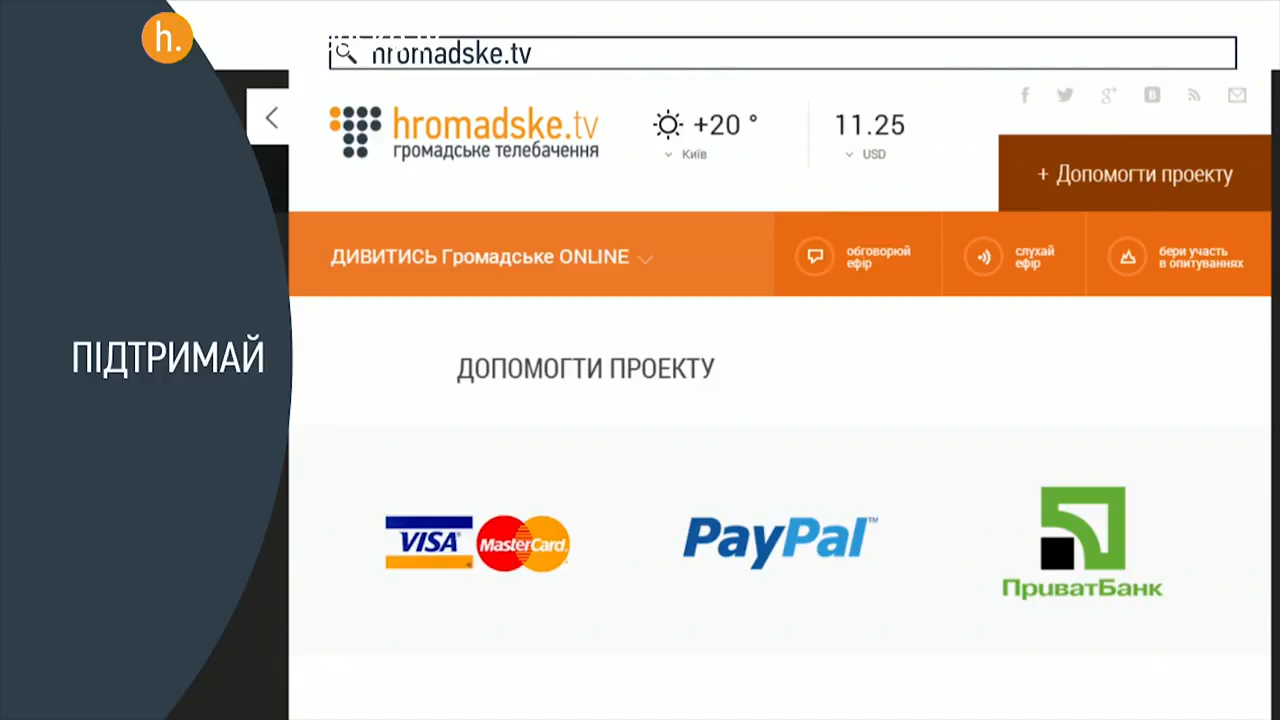 h.
hromadske.tv
hromadske.tv
громадське телебачення
+20 °
Київ
11.25
USD
+ Допомогти проекту
ДИВИТИСЬ Громадське ONLINE
обговорюй
ефір
слухай
ефір
бери участь
в опитуваннях
ПІДТРИМАЙ
ДОПОМОГТИ ПРОЕКТУ
VISA
MasterCard
PayPal™
ПриватБанк